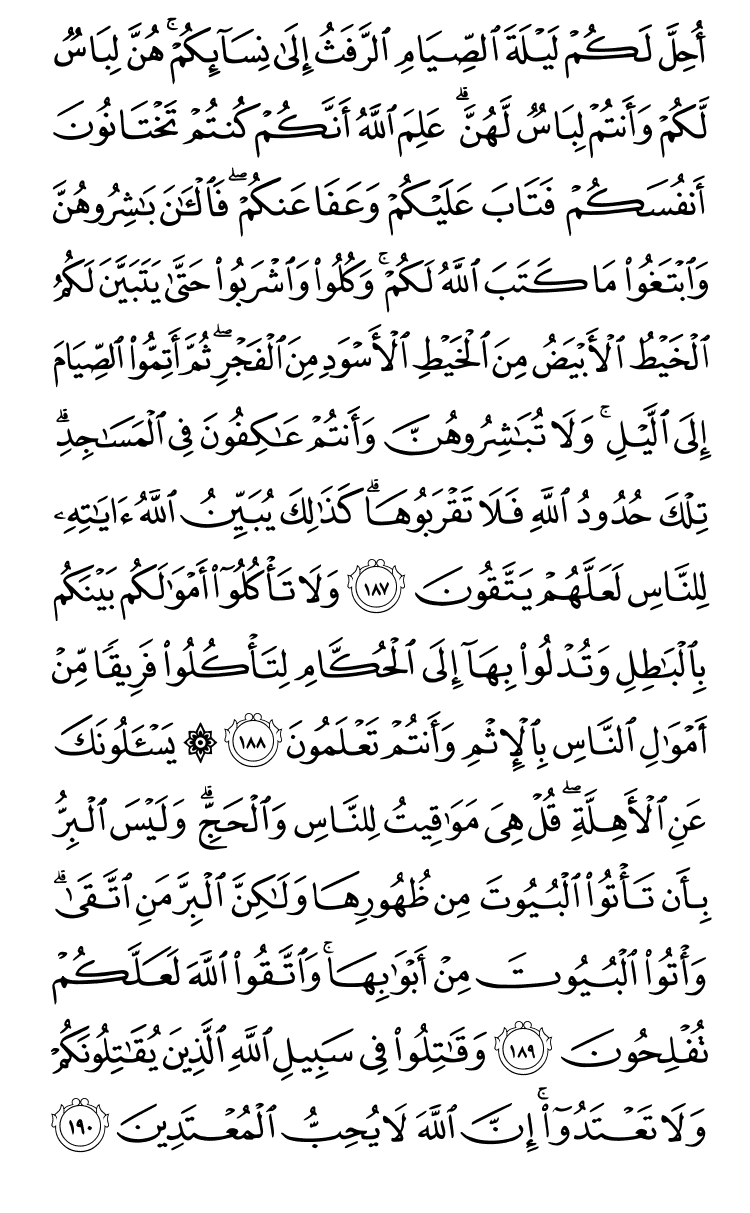 أُحِلَّ لَكُمۡ لَيۡلَةَ ٱلصِّيَامِ ٱلرَّفَثُ إِلَىٰ نِسَآئِكُمۡۚ هُنَّ لِبَاسٞ
لَّكُمۡ وَأَنتُمۡ لِبَاسٞ لَّهُنَّۗ عَلِمَ ٱللَّهُ أَنَّكُمۡ كُنتُمۡ تَخۡتَانُونَ
أَنفُسَكُمۡ فَتَابَ عَلَيۡكُمۡ وَعَفَا عَنكُمۡۖ فَٱلۡـَٰٔنَ بَٰشِرُوهُنَّ
وَٱبۡتَغُواْ مَا كَتَبَ ٱللَّهُ لَكُمۡۚ وَكُلُواْ وَٱشۡرَبُواْ حَتَّىٰ يَتَبَيَّنَ لَكُمُ
ٱلۡخَيۡطُ ٱلۡأَبۡيَضُ مِنَ ٱلۡخَيۡطِ ٱلۡأَسۡوَدِ مِنَ ٱلۡفَجۡرِۖ ثُمَّ أَتِمُّواْ ٱلصِّيَامَ
إِلَى ٱلَّيۡلِۚ وَلَا تُبَٰشِرُوهُنَّ وَأَنتُمۡ عَٰكِفُونَ فِي ٱلۡمَسَٰجِدِۗ
تِلۡكَ حُدُودُ ٱللَّهِ فَلَا تَقۡرَبُوهَاۗ كَذَٰلِكَ يُبَيِّنُ ٱللَّهُ ءَايَٰتِهِۦ
لِلنَّاسِ لَعَلَّهُمۡ يَتَّقُونَ ١٨٧ وَلَا تَأۡكُلُوٓاْ أَمۡوَٰلَكُم بَيۡنَكُم
بِٱلۡبَٰطِلِ وَتُدۡلُواْ بِهَآ إِلَى ٱلۡحُكَّامِ لِتَأۡكُلُواْ فَرِيقٗا مِّنۡ
أَمۡوَٰلِ ٱلنَّاسِ بِٱلۡإِثۡمِ وَأَنتُمۡ تَعۡلَمُونَ ١٨٨ ۞ يَسۡـَٔلُونَكَ
عَنِ ٱلۡأَهِلَّةِۖ قُلۡ هِيَ مَوَٰقِيتُ لِلنَّاسِ وَٱلۡحَجِّۗ وَلَيۡسَ ٱلۡبِرُّ
بِأَن تَأۡتُواْ ٱلۡبُيُوتَ مِن ظُهُورِهَا وَلَٰكِنَّ ٱلۡبِرَّ مَنِ ٱتَّقَىٰۗ
وَأۡتُواْ ٱلۡبُيُوتَ مِنۡ أَبۡوَٰبِهَاۚ وَٱتَّقُواْ ٱللَّهَ لَعَلَّكُمۡ
تُفۡلِحُونَ ١٨٩ وَقَٰتِلُواْ فِي سَبِيلِ ٱللَّهِ ٱلَّذِينَ يُقَٰتِلُونَكُمۡ
وَلَا تَعۡتَدُوٓاْۚ إِنَّ ٱللَّهَ لَا يُحِبُّ ٱلۡمُعۡتَدِينَ ١٩٠